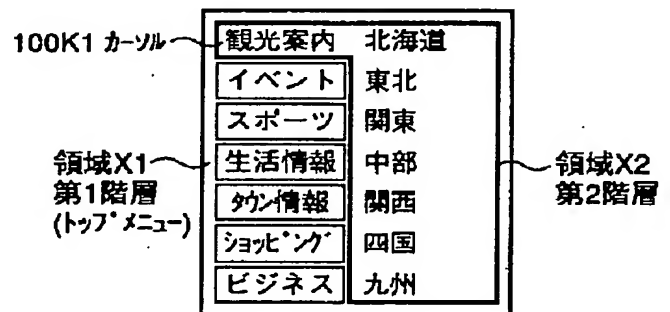 100K1 カーソル
観光案内 北海道
イベント 東北
スポーツ 関東
生活情報 中部
タウン情報 関西
ショッピング 四国
ビジネス 九州
領域X1
第1階層
(トップメニュー)
領域X2
第2階層